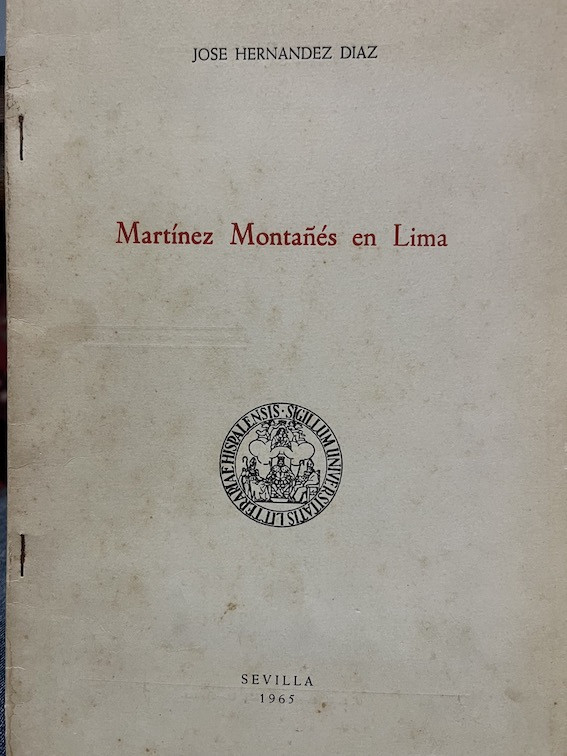 JOSE HERNANDEZ DIAZ
Martínez Montañés en Lima
SIGILLUM UNIVERSITATIS LITTERARIAE HISPALENSIS ·
SEVILLA
1965